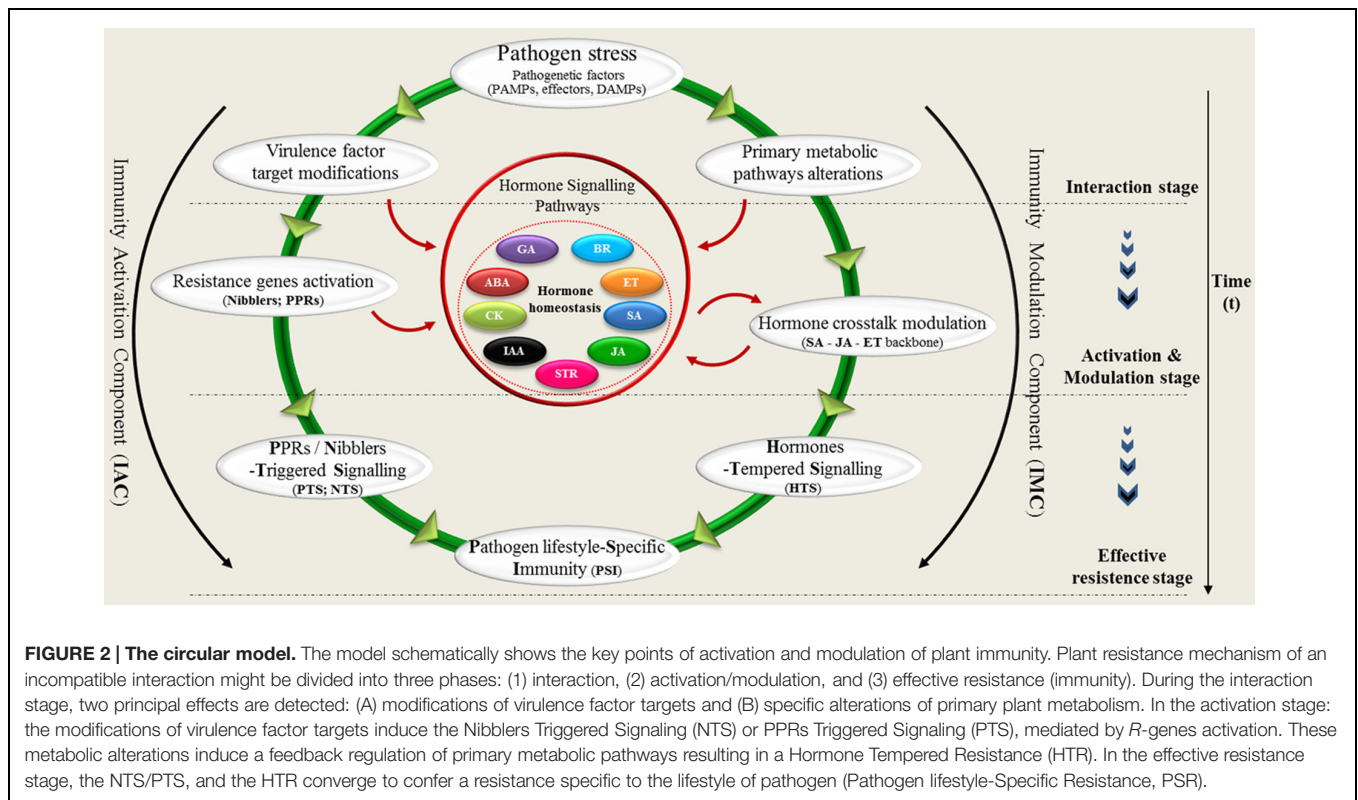 Pathogen stress
Pathogenetic factors
(PAMPs, effectors, DAMPs)
Virulence factor
target modifications
Primary metabolic
pathways alterations
Hormone Signalling
Pathways
Interaction stage
Immunity Activation Component (IAC)
Immunity Modulation Component (IMC)
GA
BR
ABA
ET
Hormone
homeostasis
CK
SA
IAA
JA
STR
Resistance genes activation
(Nibblers; PPRs)
Hormone crosstalk modulation
(SA - JA - ET backbone)
Time
(t)
Activation &
Modulation stage
PPRs / Nibblers
-Triggered Signalling
(PTS; NTS)
Hormones
-Tempered Signalling
(HTS)
Pathogen lifestyle-Specific
Immunity (PSI)
Effective
resistence stage
FIGURE 2 | The circular model. The model schematically shows the key points of activation and modulation of plant immunity. Plant resistance mechanism of an
incompatible interaction might be divided into three phases: (1) interaction, (2) activation/modulation, and (3) effective resistance (immunity). During the interaction
stage, two principal effects are detected: (A) modifications of virulence factor targets and (B) specific alterations of primary plant metabolism. In the activation stage:
the modifications of virulence factor targets induce the Nibblers Triggered Signaling (NTS) or PPRs Triggered Signaling (PTS), mediated by R-genes activation. These
metabolic alterations induce a feedback regulation of primary metabolic pathways resulting in a Hormone Tempered Resistance (HTR). In the effective resistance
stage, the NTS/PTS, and the HTR converge to confer a resistance specific to the lifestyle of pathogen (Pathogen lifestyle-Specific Resistance, PSR).